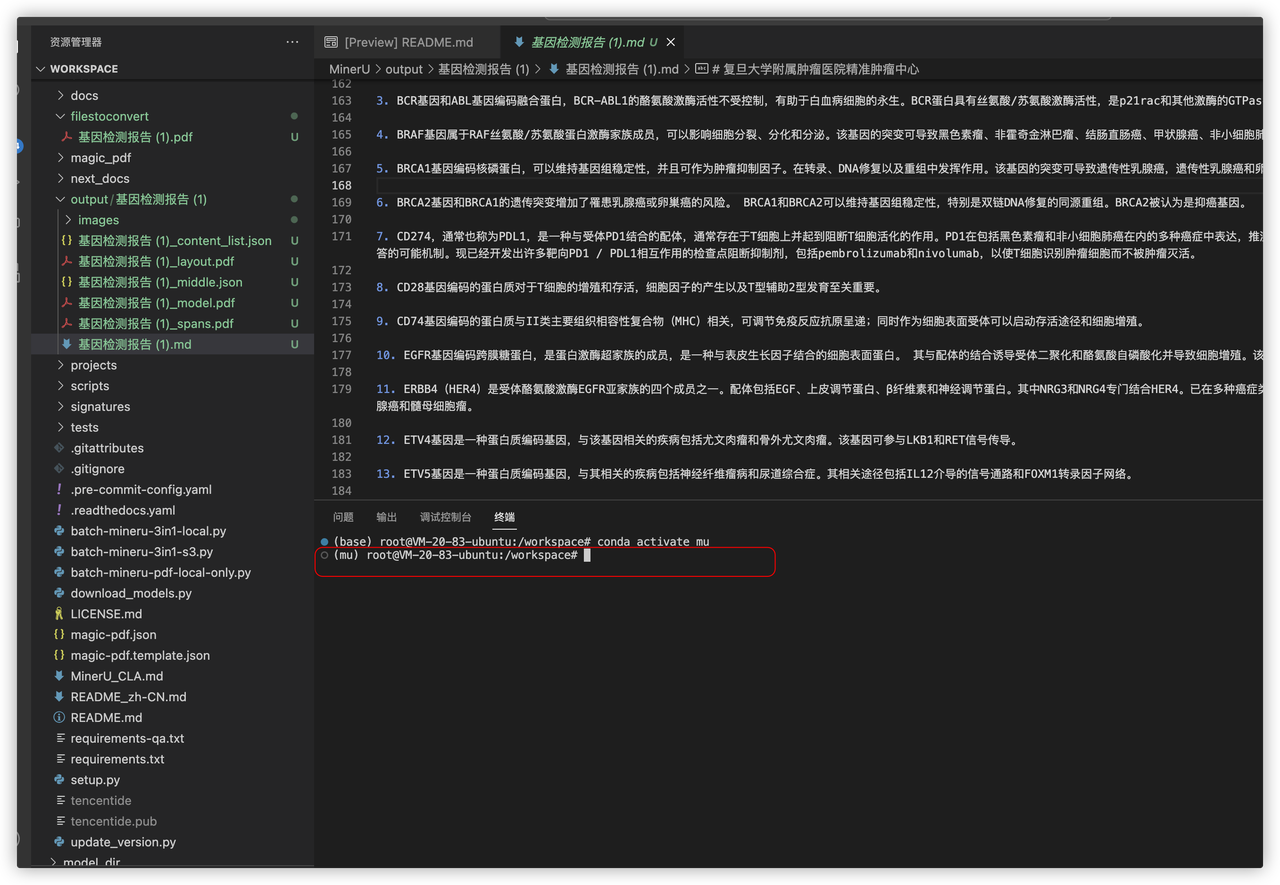 资源管理器
WORKSPACE
docs
filestoconvert
基因检测报告 (1).pdf U
magic_pdf
next_docs
output / 基因检测报告 (1)
images
基因检测报告 (1)_content_list.json U
基因检测报告 (1)_layout.pdf U
基因检测报告 (1)_middle.json U
基因检测报告 (1)_model.pdf U
基因检测报告 (1)_spans.pdf U
基因检测报告 (1).md U
projects
scripts
signatures
tests
.gitattributes
.gitignore
.pre-commit-config.yaml
.readthedocs.yaml
batch-mineru-3in1-local.py
batch-mineru-3in1-s3.py
batch-mineru-pdf-local-only.py
download_models.py
LICENSE.md
magic-pdf.json
magic-pdf.template.json
MinerU_CLA.md
README_zh-CN.md
README.md
requirements-qa.txt
requirements.txt
setup.py
tencentide
tencentide.pub
update_version.py
model_dir
[Preview] README.md
基因检测报告 (1).md U
MinerU > output > 基因检测报告 (1) > 基因检测报告 (1).md > # 复旦大学附属肿瘤医院精准肿瘤中心
162
163 3. BCR基因和ABL基因编码融合蛋白，BCR-ABL1的酪氨酸激酶活性不受控制，有助于白血病细胞的永生。BCR蛋白具有丝氨酸/苏氨酸激酶活性，是p21rac和其他激酶的GTPas
164
165 4. BRAF基因属于RAF丝氨酸/苏氨酸蛋白激酶家族成员，可以影响细胞分裂、分化和分泌。该基因的突变可导致黑色素瘤、非霍奇金淋巴瘤、结肠直肠癌、甲状腺癌、非小细胞肺
166
167 5. BRCA1基因编码核磷蛋白，可以维持基因组稳定性，并且可作为肿瘤抑制因子。在转录、DNA修复以及重组中发挥作用。该基因的突变可导致遗传性乳腺癌，遗传性乳腺癌和卵
168
169 6. BRCA2基因和BRCA1的遗传突变增加了罹患乳腺癌或卵巢癌的风险。 BRCA1和BRCA2可以维持基因组稳定性，特别是双链DNA修复的同源重组。BRCA2被认为是抑癌基因。
170
171 7. CD274，通常也称为PDL1，是一种与受体PD1结合的配体，通常存在于T细胞上并起到阻断T细胞活化的作用。PD1在包括黑色素瘤和非小细胞肺癌在内的多种癌症中表达，推测
答的可能机制。现已经开发出许多靶向PD1 / PDL1相互作用的检查点阻断抑制剂，包括pembrolizumab和nivolumab，以使T细胞识别肿瘤细胞而不被肿瘤灭活。
172
173 8. CD28基因编码的蛋白质对于T细胞的增殖和存活，细胞因子的产生以及T型辅助2型发育至关重要。
174
175 9. CD74基因编码的蛋白质与II类主要组织相容性复合物（MHC）相关，可调节免疫反应抗原呈递；同时作为细胞表面受体可以启动存活途径和细胞增殖。
176
177 10. EGFR基因编码跨膜糖蛋白，是蛋白激酶超家族的成员，是一种与表皮生长因子结合的细胞表面蛋白。 其与配体的结合诱导受体二聚化和酪氨酸自磷酸化并导致细胞增殖。该
178
179 11. ERBB4（HER4）是受体酪氨酸激酶EGFR亚家族的四个成员之一。配体包括EGF、上皮调节蛋白、β纤维素和神经调节蛋白。其中NRG3和NRG4专门结合HER4。已在多种癌症类
腺癌和髓母细胞瘤。
180
181 12. ETV4基因是一种蛋白质编码基因，与该基因相关的疾病包括尤文肉瘤和骨外尤文肉瘤。该基因可参与LKB1和RET信号传导。
182
183 13. ETV5基因是一种蛋白质编码基因，与其相关的疾病包括神经纤维瘤病和尿道综合症。其相关途径包括IL12介导的信号通路和FOXM1转录因子网络。
184
问题 输出 调试控制台 终端
(base) root@VM-20-83-ubuntu:/workspace# conda activate mu
(mu) root@VM-20-83-ubuntu:/workspace#